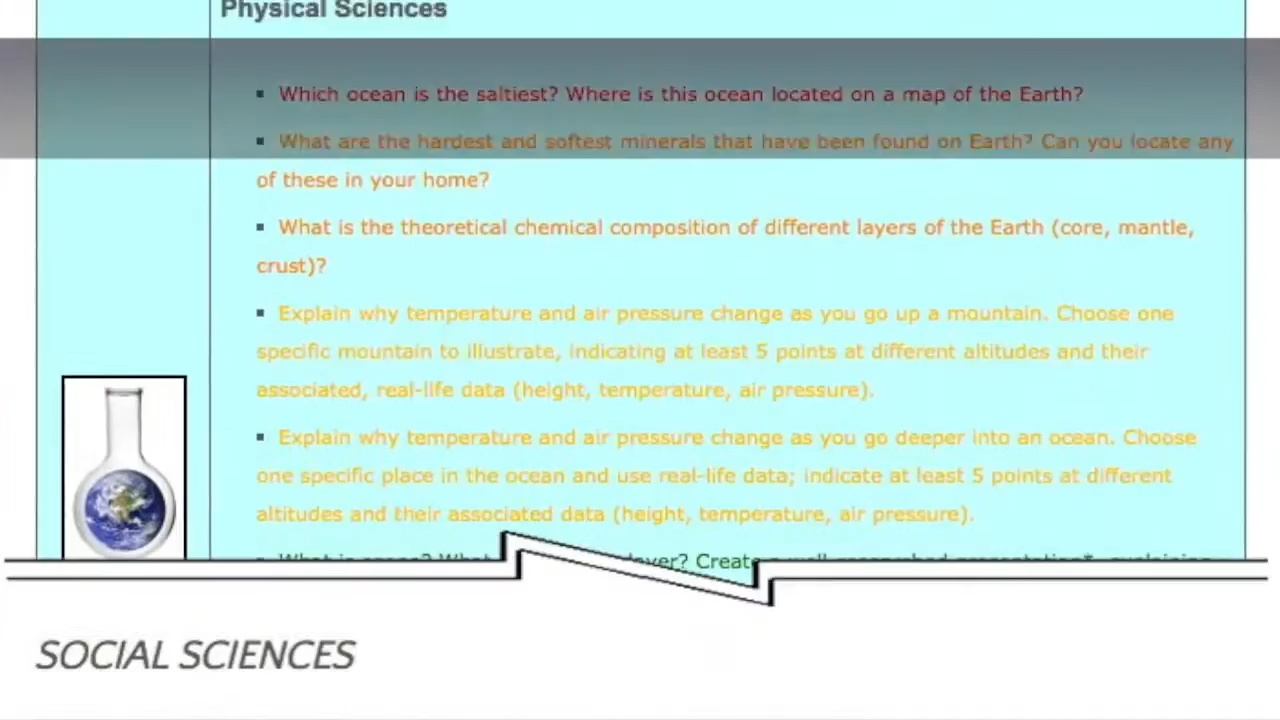 Physical Sciences
▪ Which ocean is the saltiest? Where is this ocean located on a map of the Earth?
▪ What are the hardest and softest minerals that have been found on Earth? Can you locate any
of these in your home?
▪ What is the theoretical chemical composition of different layers of the Earth (core, mantle,
crust)?
▪ Explain why temperature and air pressure change as you go up a mountain. Choose one
specific mountain to illustrate, indicating at least 5 points at different altitudes and their
associated, real-life data (height, temperature, air pressure).
▪ Explain why temperature and air pressure change as you go deeper into an ocean. Choose
one specific place in the ocean and use real-life data; indicate at least 5 points at different
altitudes and their associated data (height, temperature, air pressure).
▪ What is Create
SOCIAL SCIENCES